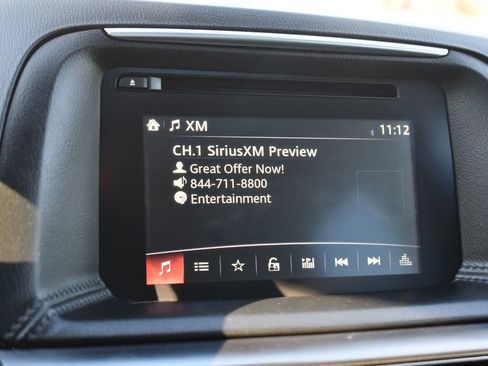 XM
11:12
CH.1 SiriusXM Preview
Great Offer Now!
844-711-8800
Entertainment